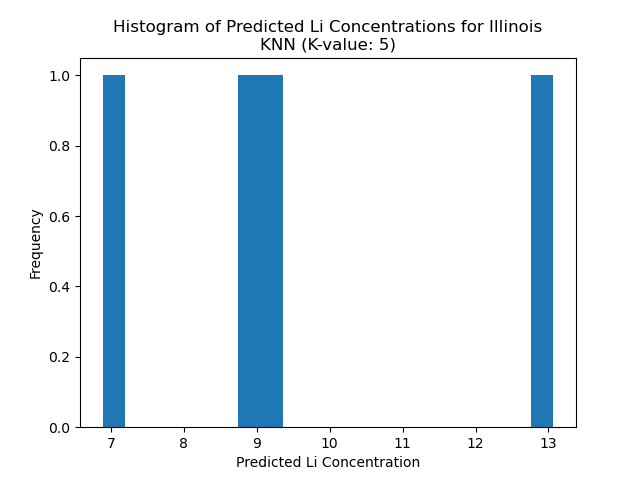 Histogram of Predicted Li Concentrations for Illinois
KNN (K-value: 5)
1.0
0.8
0.6
0.4
0.2
0.0
Frequency
7 8 9 10 11 12 13
Predicted Li Concentration